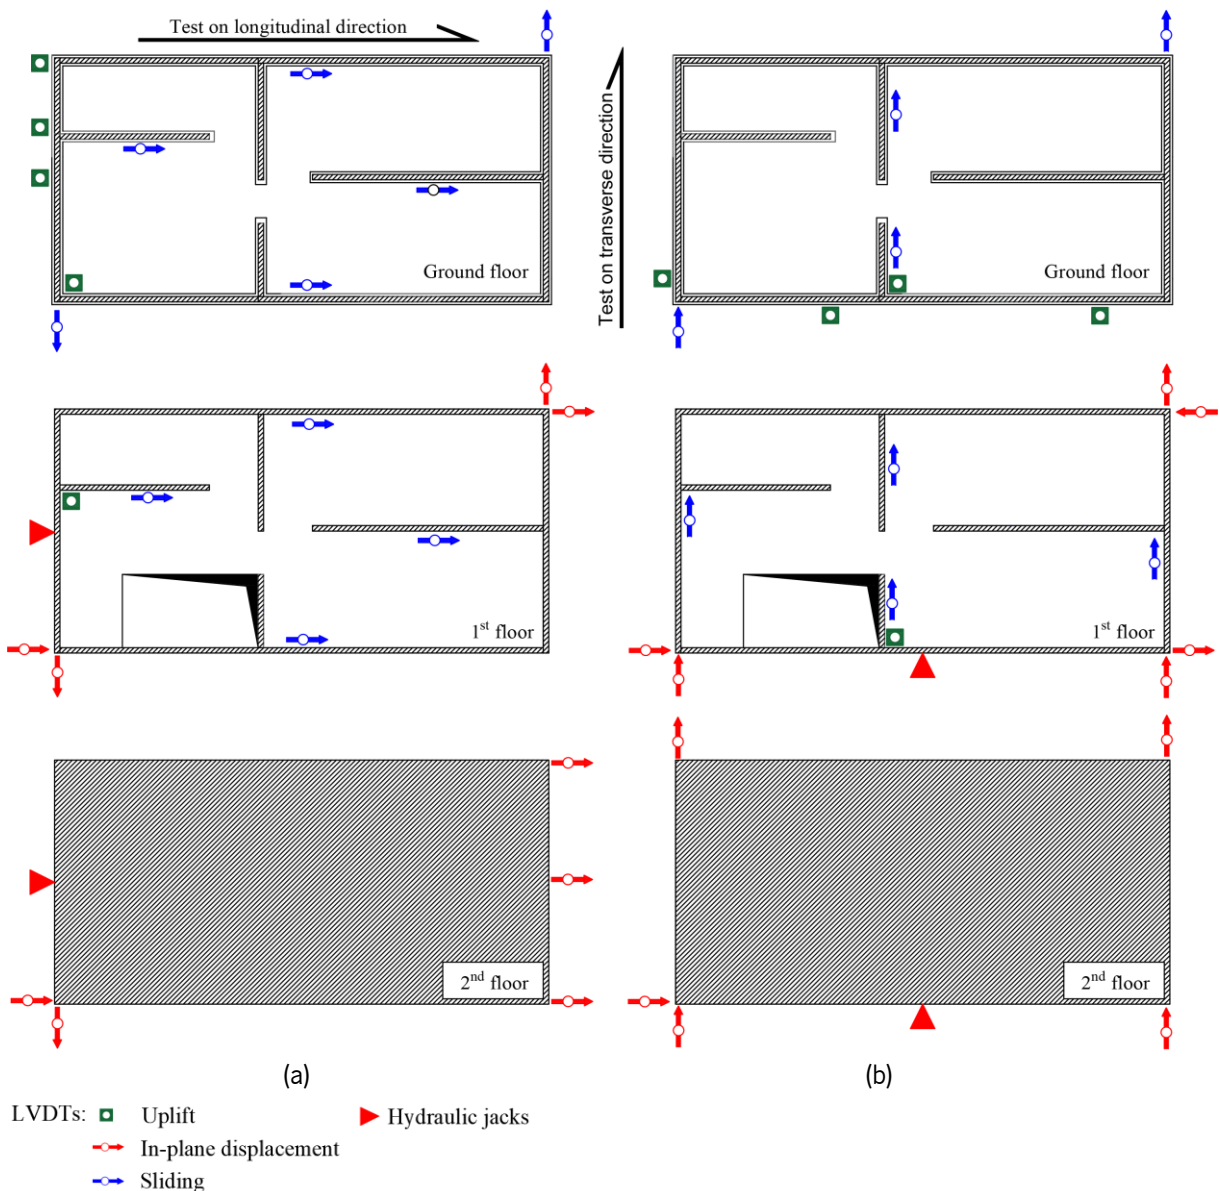 Test on longitudinal direction
Test on transverse direction
Ground floor
Ground floor
1st floor
1st floor
2nd floor
2nd floor
(a)
(b)
LVDTs: Uplift
Hydraulic jacks
In-plane displacement
Sliding